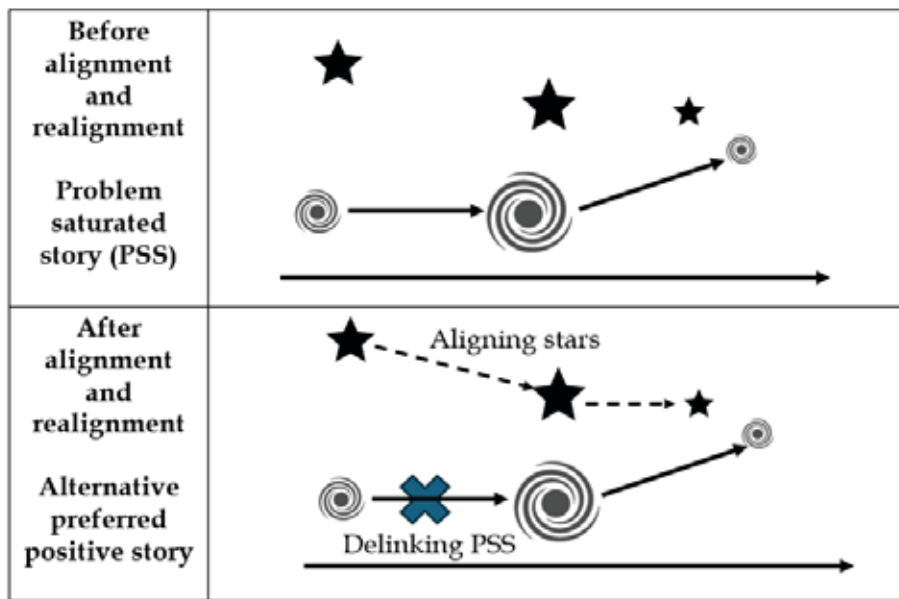 Before
alignment
and
realignment
Problem
saturated
story (PSS)
After
alignment
and
realignment
Alternative
preferred
positive story
Aligning stars
Delinking PSS